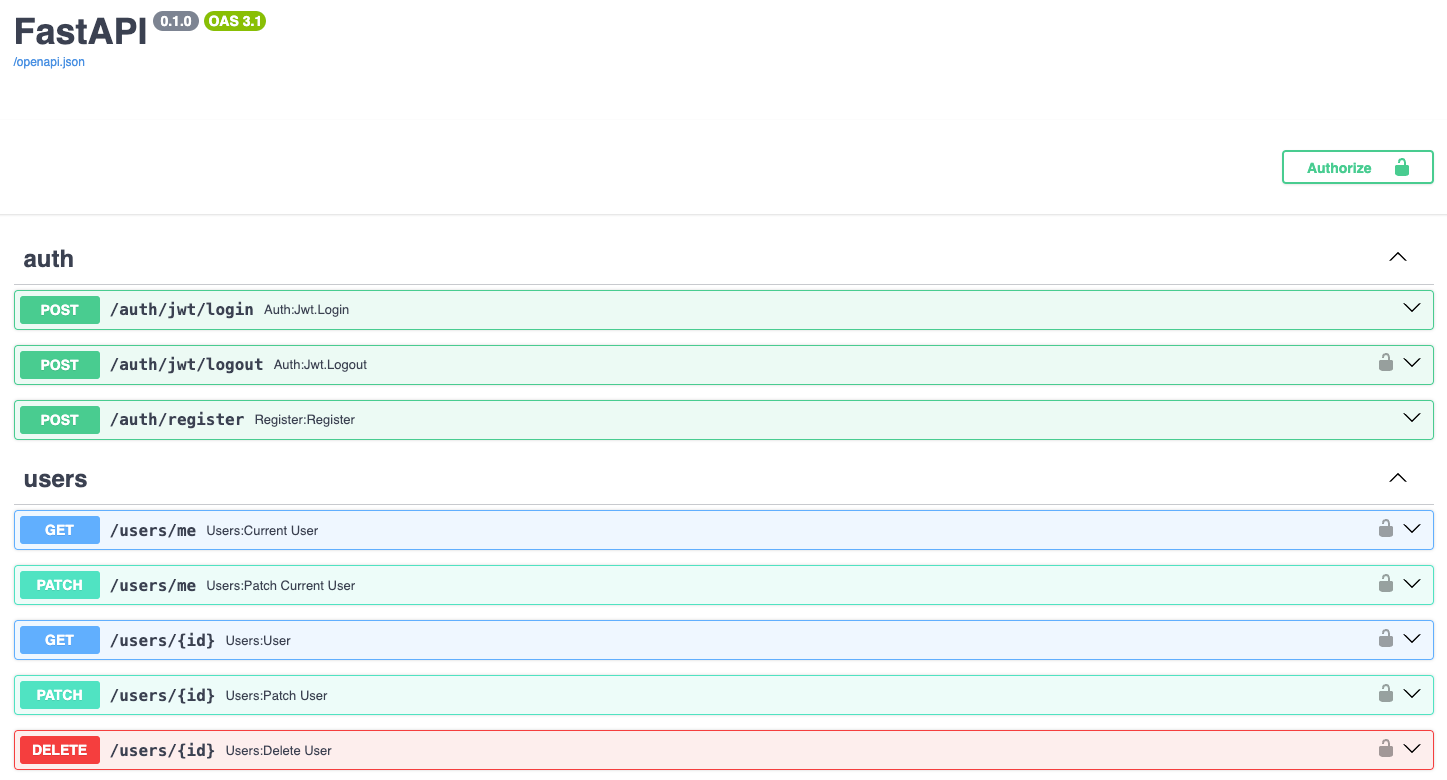 FastAPI 0.1.0 OAS 3.1
/openapi.json
Authorize
auth
POST /auth/jwt/login Auth:Jwt.Login
POST /auth/jwt/logout Auth:Jwt.Logout
POST /auth/register Register:Register
users
GET /users/me Users:Current User
PATCH /users/me Users:Patch Current User
GET /users/{id} Users:User
PATCH /users/{id} Users:Patch User
DELETE /users/{id} Users:Delete User